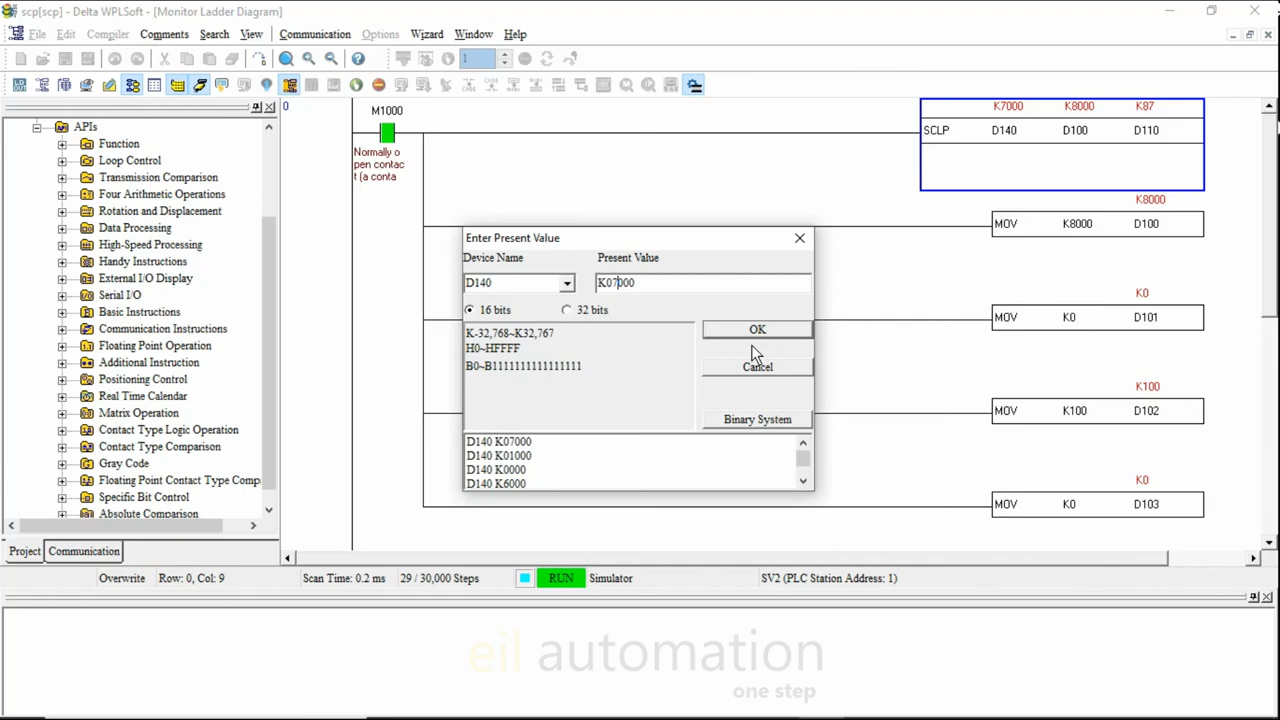 scp[scp] - Delta WPLSoft - [Monitor Ladder Diagram]
File Edit Compiler Comments Search View Communication Options Wizard Window Help
1
APIs
Function
Loop Control
Transmission Comparison
Four Arithmetic Operations
Rotation and Displacement
Data Processing
High-Speed Processing
Handy Instructions
External I/O Display
Serial I/O
Basic Instructions
Communication Instructions
Floating Point Operation
Additional Instruction
Positioning Control
Real Time Calendar
Matrix Operation
Contact Type Logic Operation
Contact Type Comparison
Gray Code
Floating Point Contact Type Compa
Specific Bit Control
Absolute Comparison
Project Communication
0
M1000
Normally o
pen contac
t (a conta
K7000 K8000 K87
SCLP D140 D100 D110
K8000
MOV K8000 D100
K0
MOV K0 D101
K100
MOV K100 D102
K0
MOV K0 D103
Enter Present Value
Device Name Present Value
D140 K07000
16 bits 32 bits
K-32,768~K32,767
H0~HFFFF
B0~B1111111111111111
OK
Cancel
Binary System
D140 K07000
D140 K01000
D140 K0000
D140 K6000
Overwrite Row: 0, Col: 9 Scan Time: 0.2 ms 29 / 30,000 Steps RUN Simulator SV2 (PLC Station Address: 1)
eil automation
one step